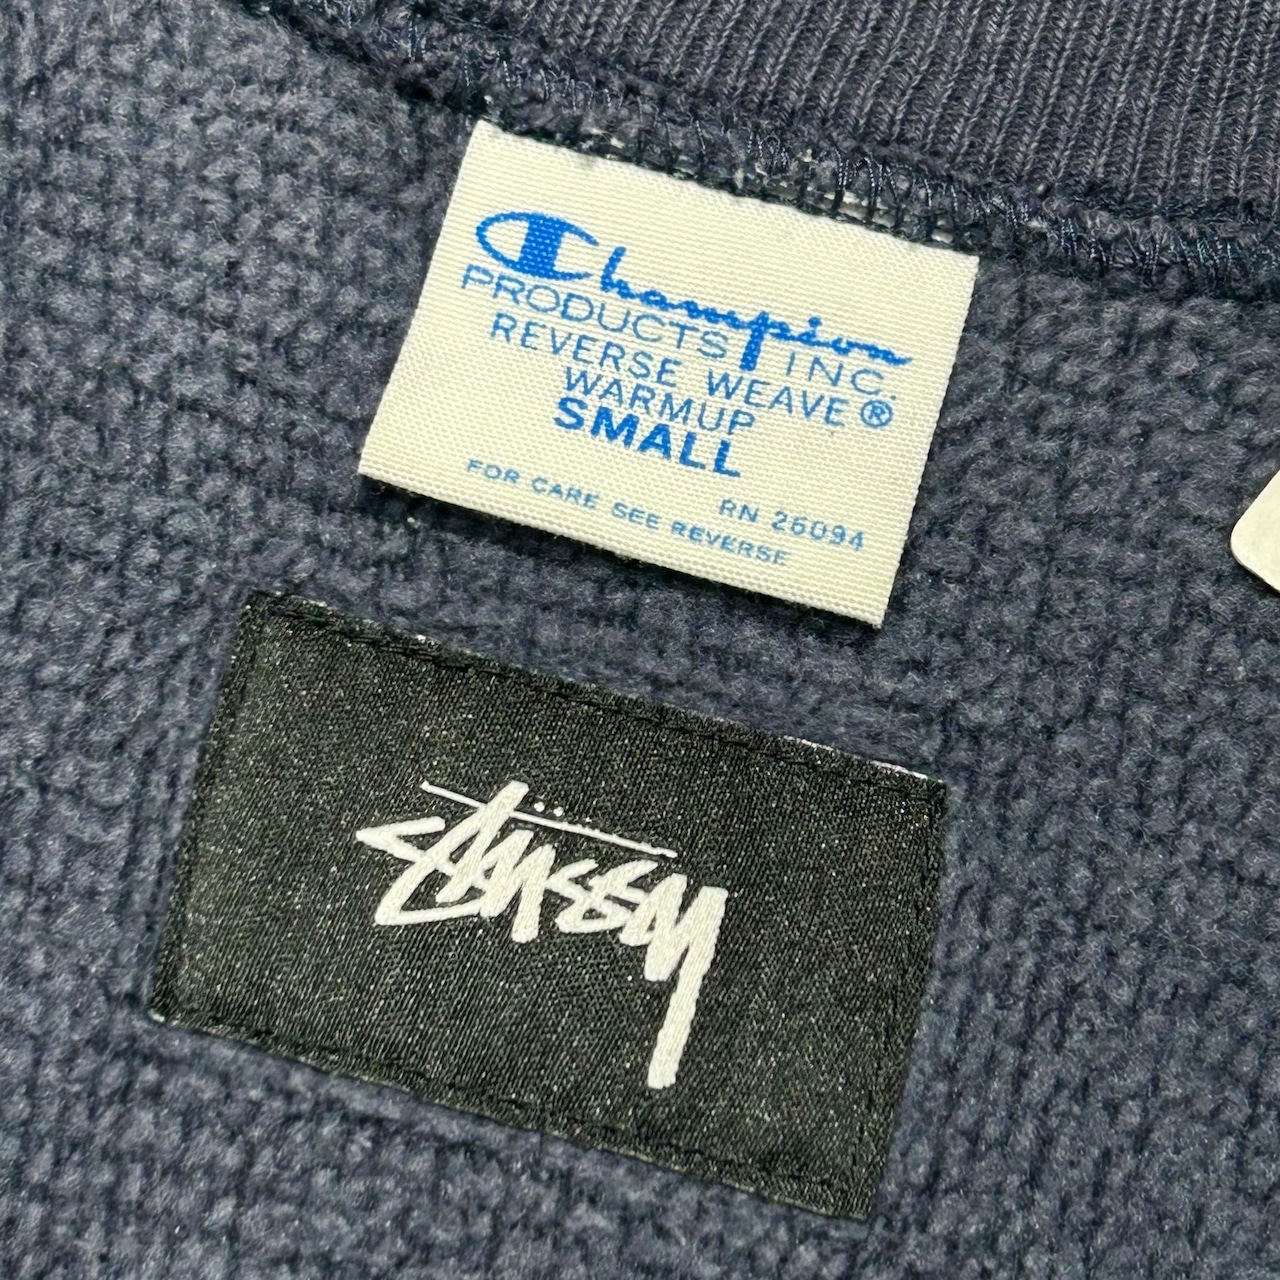 Champion
PRODUCTS INC.
REVERSE WEAVE ®
WARMUP
SMALL
RN 26094
FOR CARE SEE REVERSE
Stüssy